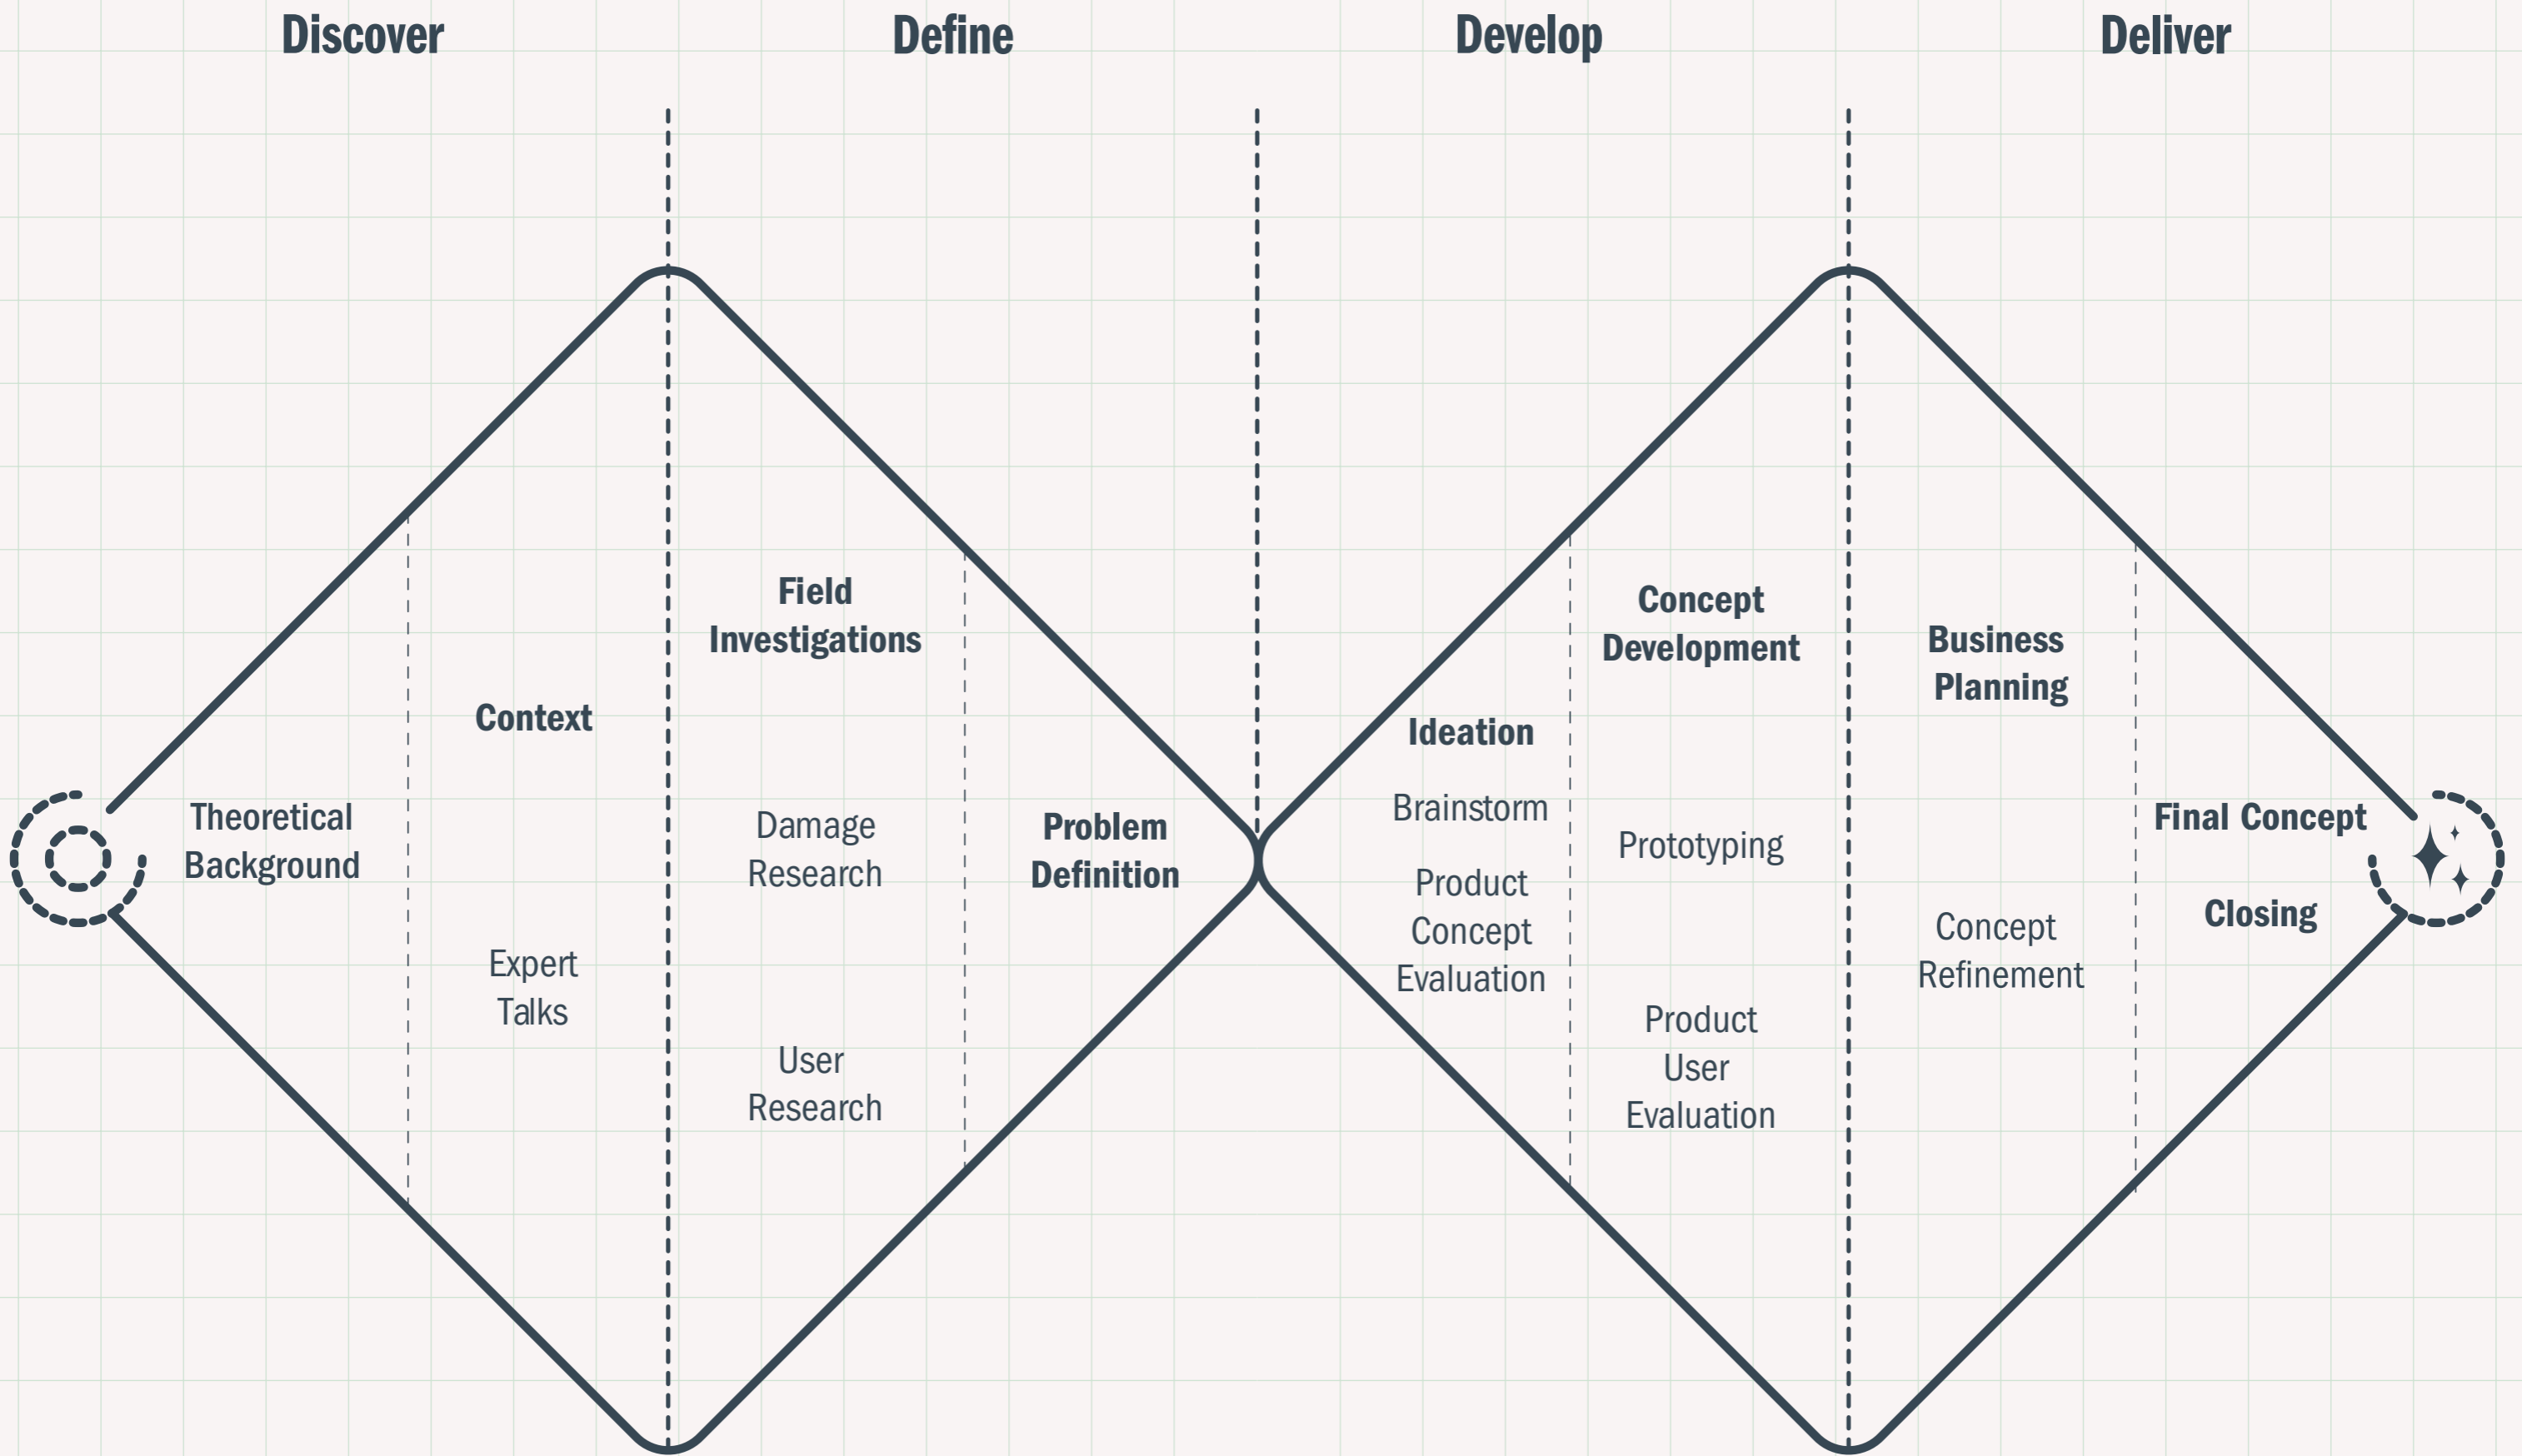 Discover
Define
Develop
Deliver
Theoretical
Background
Context
Expert
Talks
Field
Investigations
Damage
Research
User
Research
Problem
Definition
Ideation
Brainstorm
Product
Concept
Evaluation
Concept
Development
Prototyping
Product
User
Evaluation
Business
Planning
Concept
Refinement
Final Concept
Closing